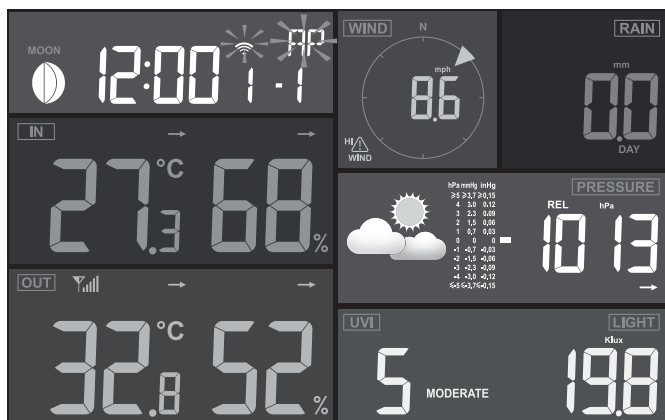 MOON
12:00
AP
1-1
IN
27.3 °C
68 %
OUT
32.8 °C
52 %
WIND
N
mph
8.6
HI
WIND
RAIN
mm
0.0
DAY
PRESSURE
hPa mmHg inHg
≥5 ≥3,7 ≥0,15
4 3.0 0.12
3 2.3 0.09
2 1,5 0,06
1 0,7 0,03
0 0 0
-1 -0,7 -0,03
-2 -1,5 -0,06
-3 -2,3 -0,09
-4 -3,0 -0,12
≤-5 ≤-3,7 ≤-0,15
REL hPa
1013
UVI
5
MODERATE
LIGHT
Klux
19.8